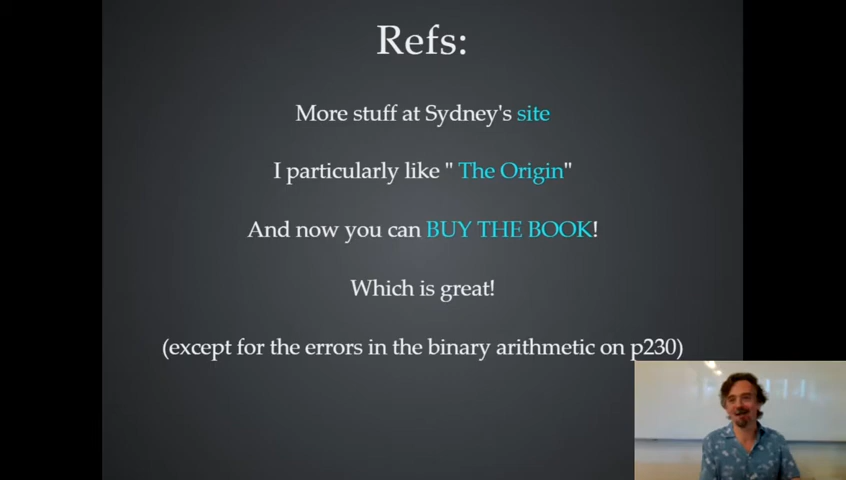 Refs:
More stuff at Sydney's site
I particularly like " The Origin"
And now you can BUY THE BOOK!
Which is great!
(except for the errors in the binary arithmetic on p230)